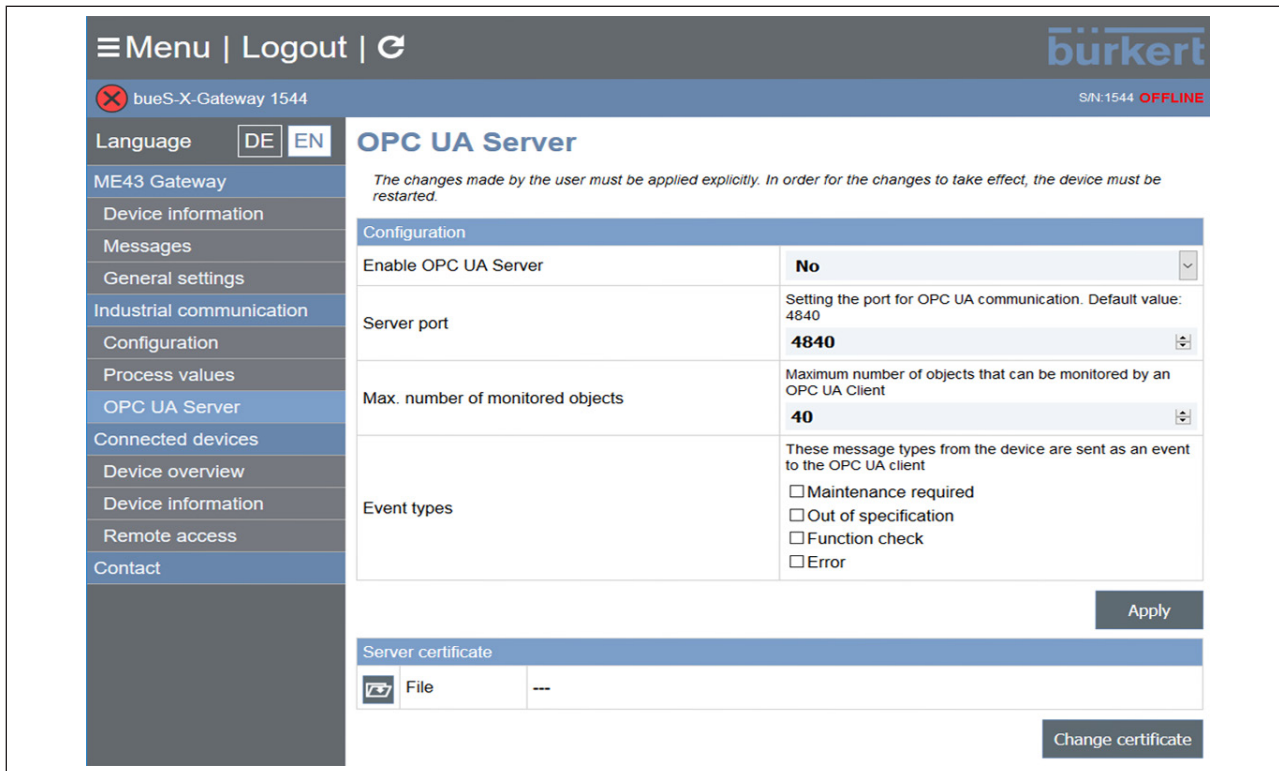 Menu | Logout |
bürkert
bueS-X-Gateway 1544
S/N:1544 OFFLINE
Language DE EN
ME43 Gateway
Device information
Messages
General settings
Industrial communication
Configuration
Process values
OPC UA Server
Connected devices
Device overview
Device information
Remote access
Contact
OPC UA Server
The changes made by the user must be applied explicitly. In order for the changes to take effect, the device must be
restarted.
Configuration
Enable OPC UA Server
No
Server port
Setting the port for OPC UA communication. Default value:
4840
4840
Max. number of monitored objects
Maximum number of objects that can be monitored by an
OPC UA Client
40
Event types
These message types from the device are sent as an event
to the OPC UA client
Maintenance required
Out of specification
Function check
Error
Apply
Server certificate
File
---
Change certificate